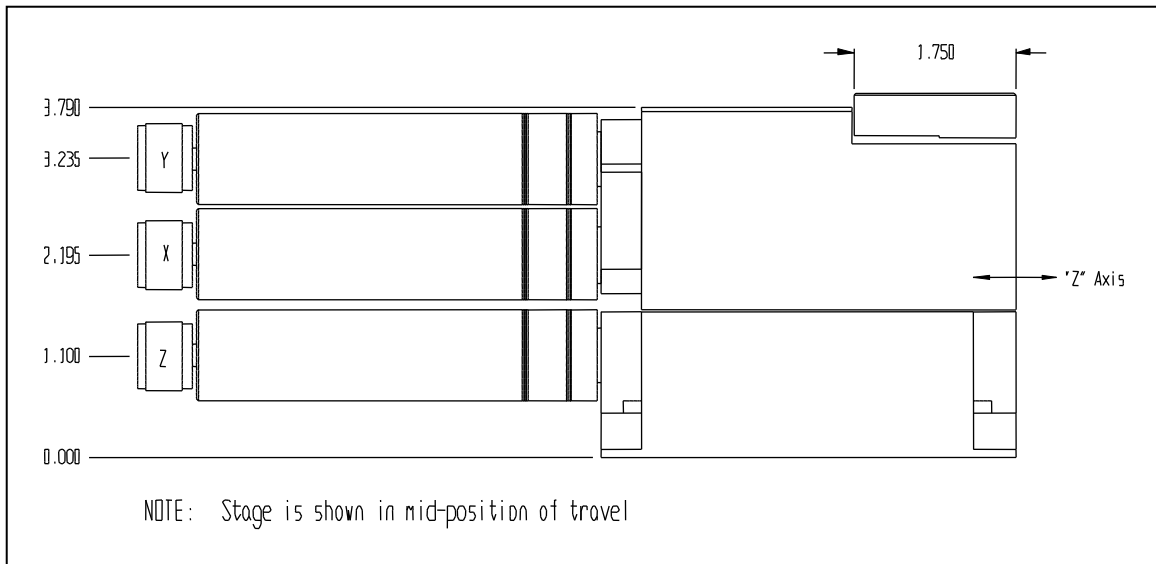 1.750
3.790
3.235
Y
2.195
X
"Z" Axis
1.100
Z
0.000
NOTE: Stage is shown in mid-position of travel